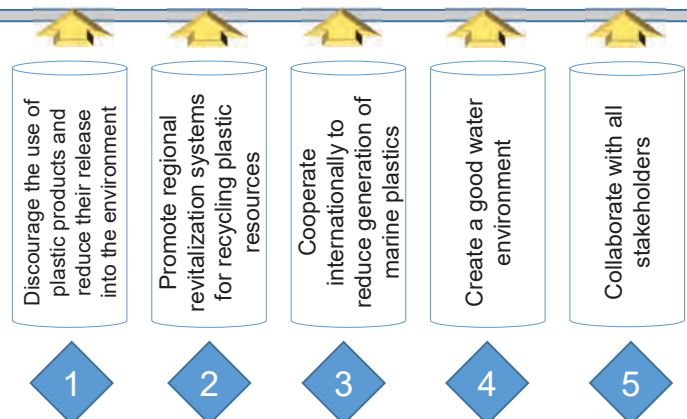 Discourage the use of
plastic products and
reduce their release
into the environment
Promote regional
revitalization systems
for recycling plastic
resources
Cooperate
internationally to
reduce generation of
marine plastics
Create a good water
environment
Collaborate with all
stakeholders
1
2
3
4
5